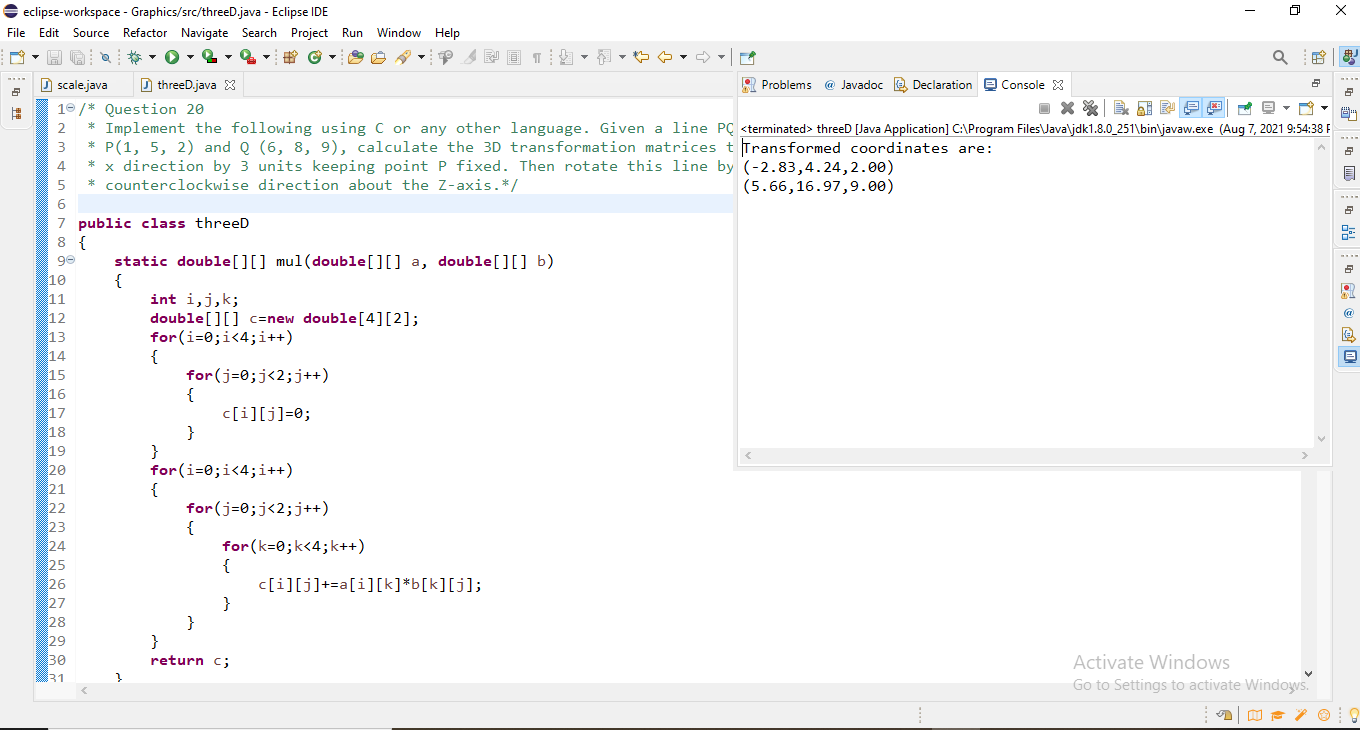 eclipse-workspace - Graphics/src/threeD.java - Eclipse IDE
File Edit Source Refactor Navigate Search Project Run Window Help
scale.java threeD.java
Problems @ Javadoc Declaration Console
<terminated> threeD [Java Application] C:\Program Files\Java\jdk1.8.0_251\bin\javaw.exe (Aug 7, 2021 9:54:38 P
Transformed coordinates are:
(-2.83,4.24,2.00)
(5.66,16.97,9.00)
1 /* Question 20
2 * Implement the following using C or any other language. Given a line PQ
3 * P(1, 5, 2) and Q (6, 8, 9), calculate the 3D transformation matrices t
4 * x direction by 3 units keeping point P fixed. Then rotate this line by
5 * counterclockwise direction about the Z-axis.*/
6
7 public class threeD
8 {
9 static double[][] mul(double[][] a, double[][] b)
10 {
11 int i,j,k;
12 double[][] c=new double[4][2];
13 for(i=0;i<4;i++)
14 {
15 for(j=0;j<2;j++)
16 {
17 c[i][j]=0;
18 }
19 }
20 for(i=0;i<4;i++)
21 {
22 for(j=0;j<2;j++)
23 {
24 for(k=0;k<4;k++)
25 {
26 c[i][j]+=a[i][k]*b[k][j];
27 }
28 }
29 }
30 return c;
31 }
Activate Windows
Go to Settings to activate Windows.